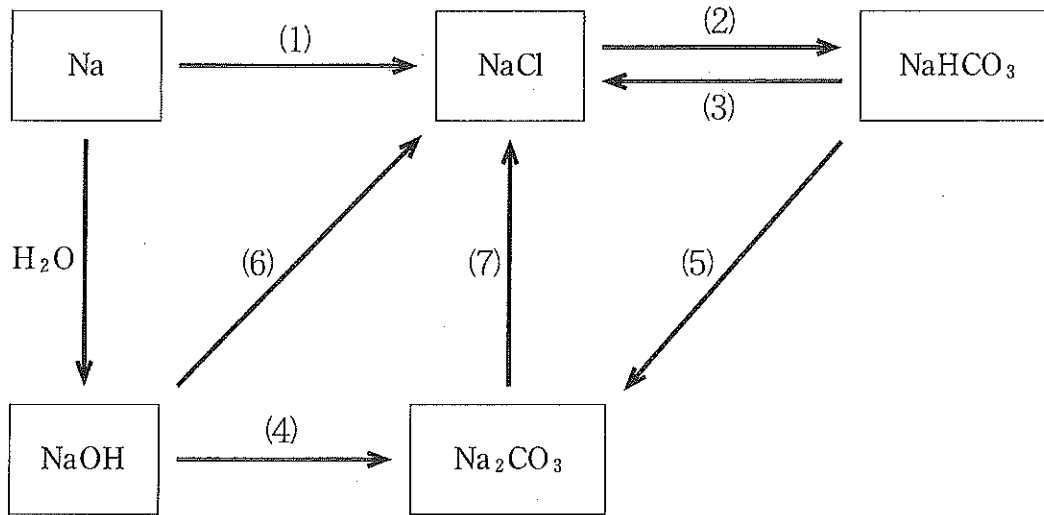 (1)
(2)
Na
NaCl
NaHCO₃
(3)
H₂O
(6)
(7)
(5)
NaOH
(4)
Na₂CO₃